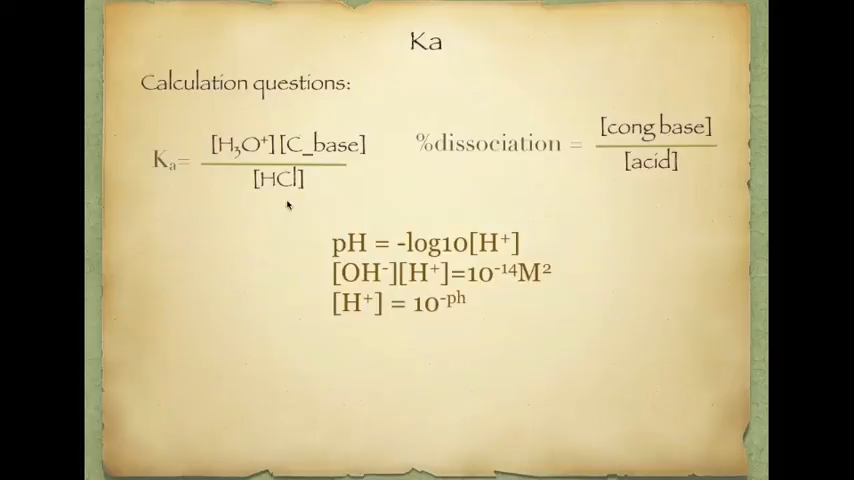 Ka
Calculation questions:
Ka= [H3O+][C_base]
[HCl]
%dissociation = [cong base]
[acid]
pH = -log10[H+]
[OH-][H+]=10-14M2
[H+] = 10-ph